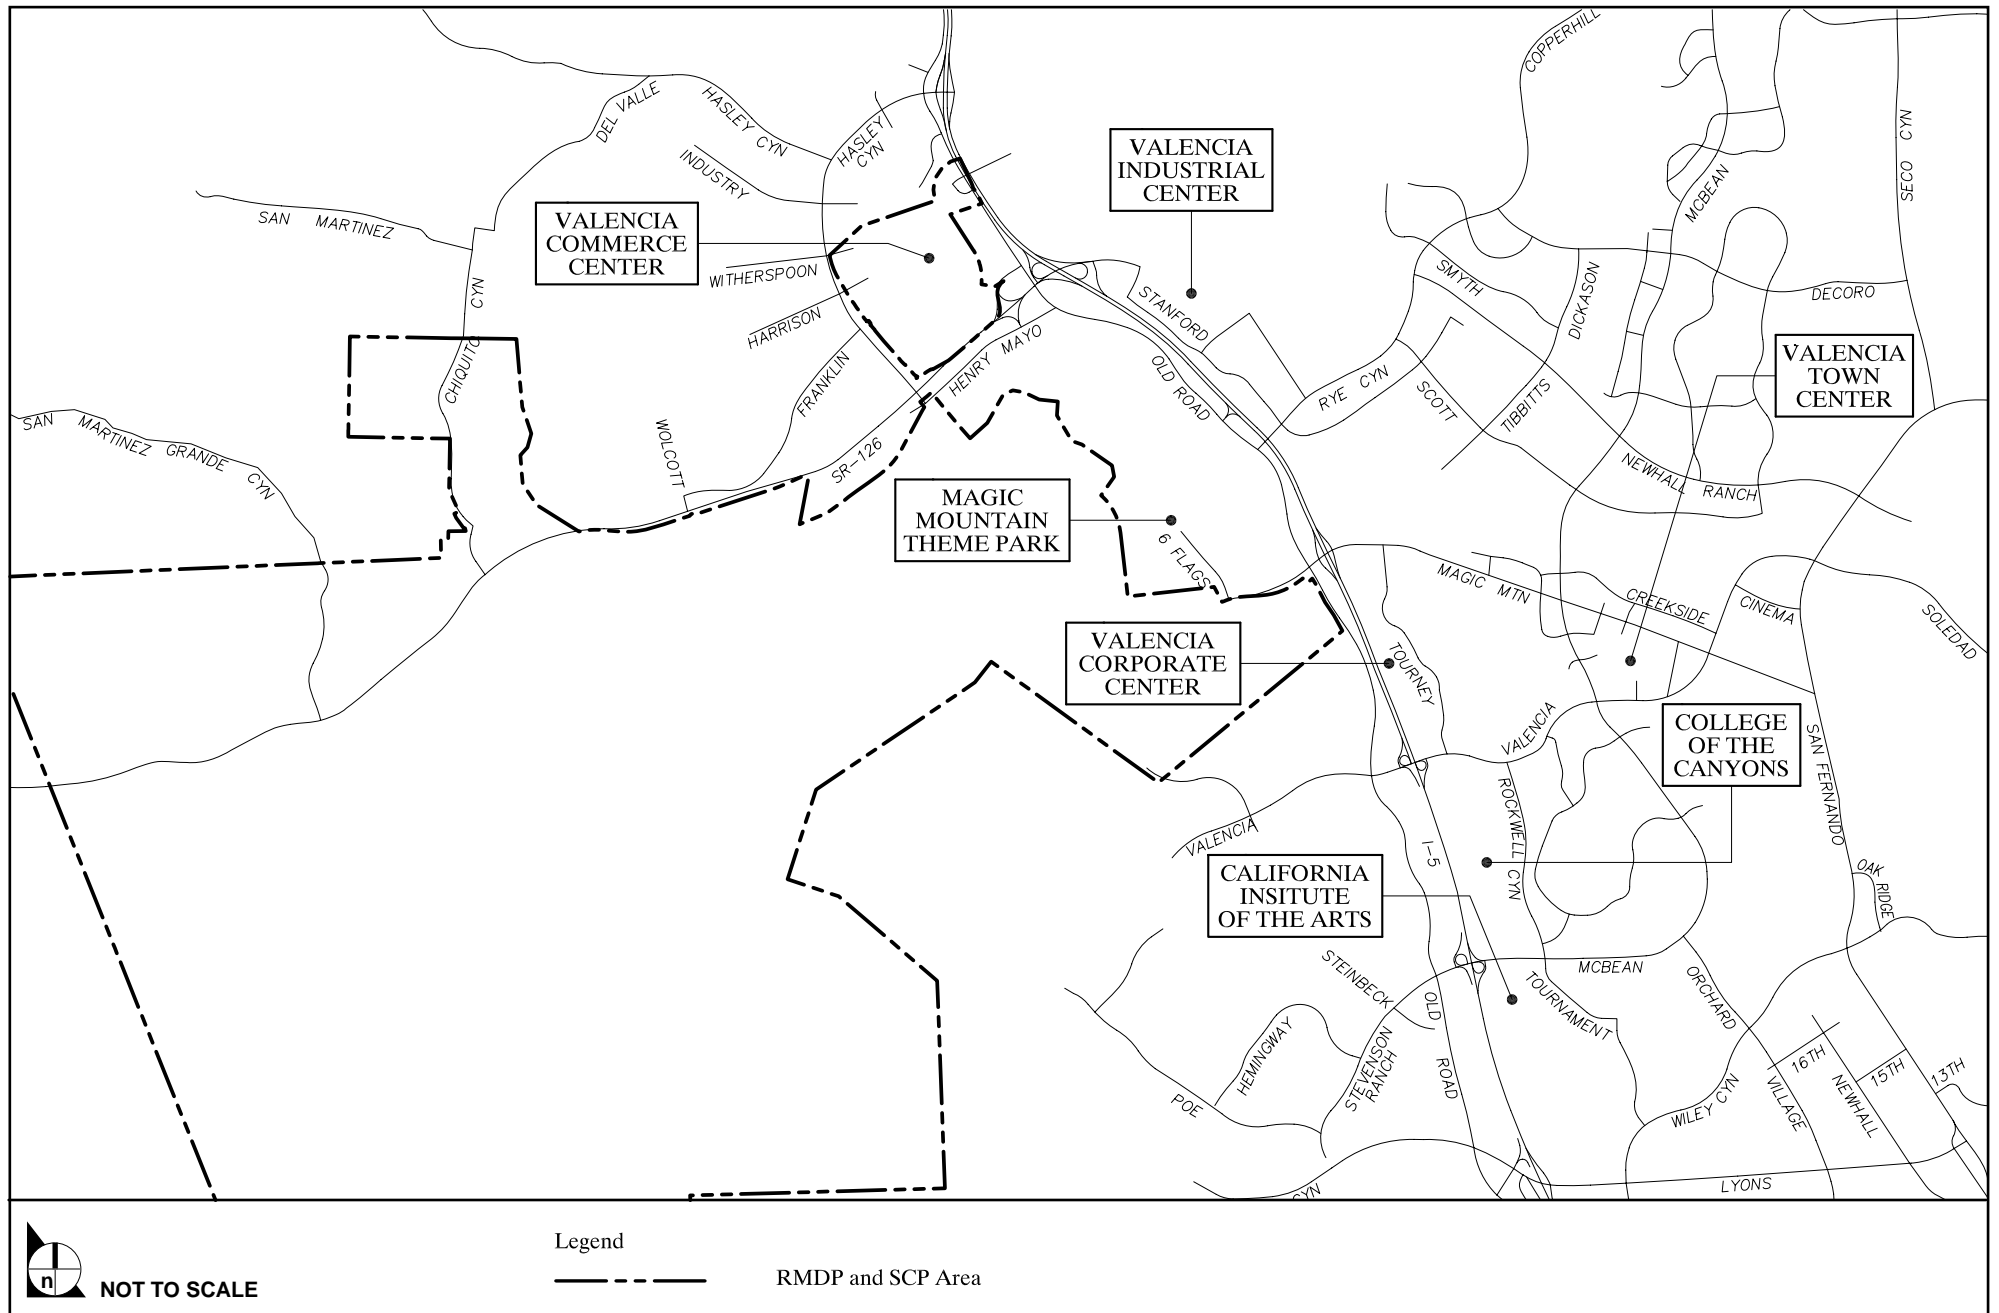 COPPERHILL
DEL VALLE
HASLEY CYN
HASLEY
CYN
INDUSTRY
SECO CYN
MCBEAN
VALENCIA
INDUSTRIAL
CENTER
SAN MARTINEZ
VALENCIA
COMMERCE
CENTER
WITHERSPOON
HARRISON
FRANKLIN
CHIQUITO CYN
HENRY MAYO
STANFORD
OLD ROAD
SMYTH
DICKASON
DECORO
VALENCIA
TOWN
CENTER
RYE CYN
SCOTT
TIBBITTS
SAN MARTINEZ GRANDE CYN
WOLCOTT
SR-126
NEWHALL RANCH
MAGIC
MOUNTAIN
THEME PARK
6 FLAGS
MAGIC MTN
CREEKSIDE
CINEMA
SOLEDAD
VALENCIA
CORPORATE
CENTER
TOURNEY
VALENCIA
COLLEGE
OF THE
CANYONS
SAN FERNANDO
ROCKWELL CYN
VALENCIA
I-5
CALIFORNIA
INSITUTE
OF THE ARTS
OAK RIDGE
STEINBECK
MCBEAN
OLD ROAD
TOURNAMENT
ORCHARD VILLAGE
HEMINGWAY
STEVENSON
RANCH
POE
WILEY CYN
16TH
NEWHALL
15TH
13TH
CYN
LYONS
n
NOT TO SCALE
Legend
RMDP and SCP Area